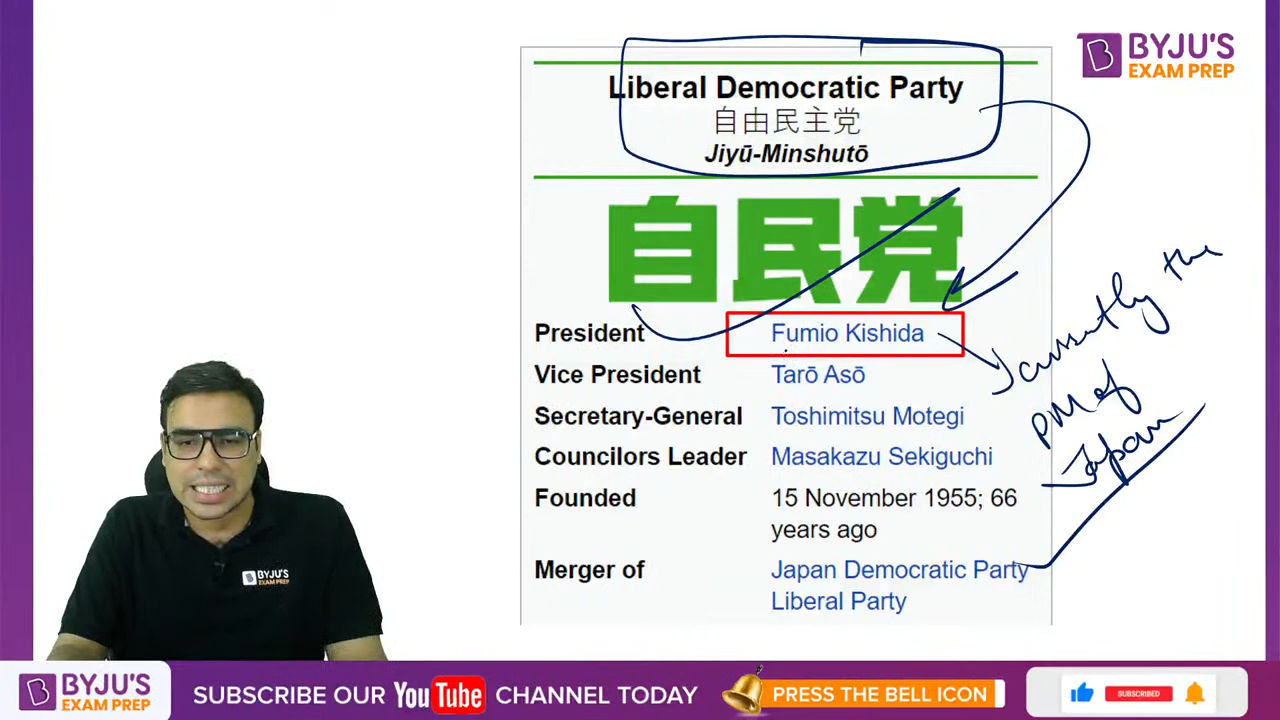 BYJU'S
EXAM PREP
Liberal Democratic Party
自由民主党
Jiyū-Minshutō
自民党
President Fumio Kishida
Vice President Tarō Asō
Secretary-General Toshimitsu Motegi
Councilors Leader Masakazu Sekiguchi
Founded 15 November 1955; 66
years ago
Merger of Japan Democratic Party
Liberal Party
currently the
PM of
Japan
BYJU'S
EXAM PREP
BYJU'S
EXAM PREP
SUBSCRIBE OUR YouTube CHANNEL TODAY
PRESS THE BELL ICON
SUBSCRIBED